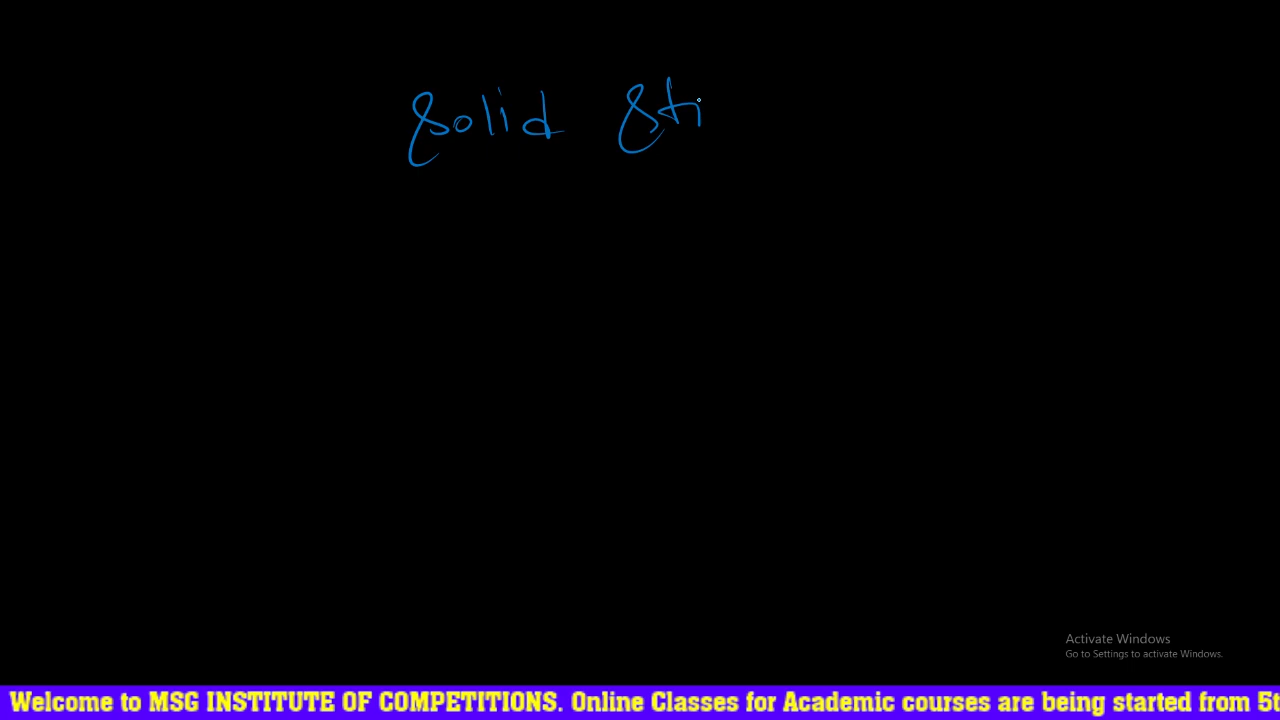 Solid Sti
Activate Windows
Go to Settings to activate Windows.
Welcome to MSG INSTITUTE OF COMPETITIONS. Online Classes for Academic courses are being started from 5t